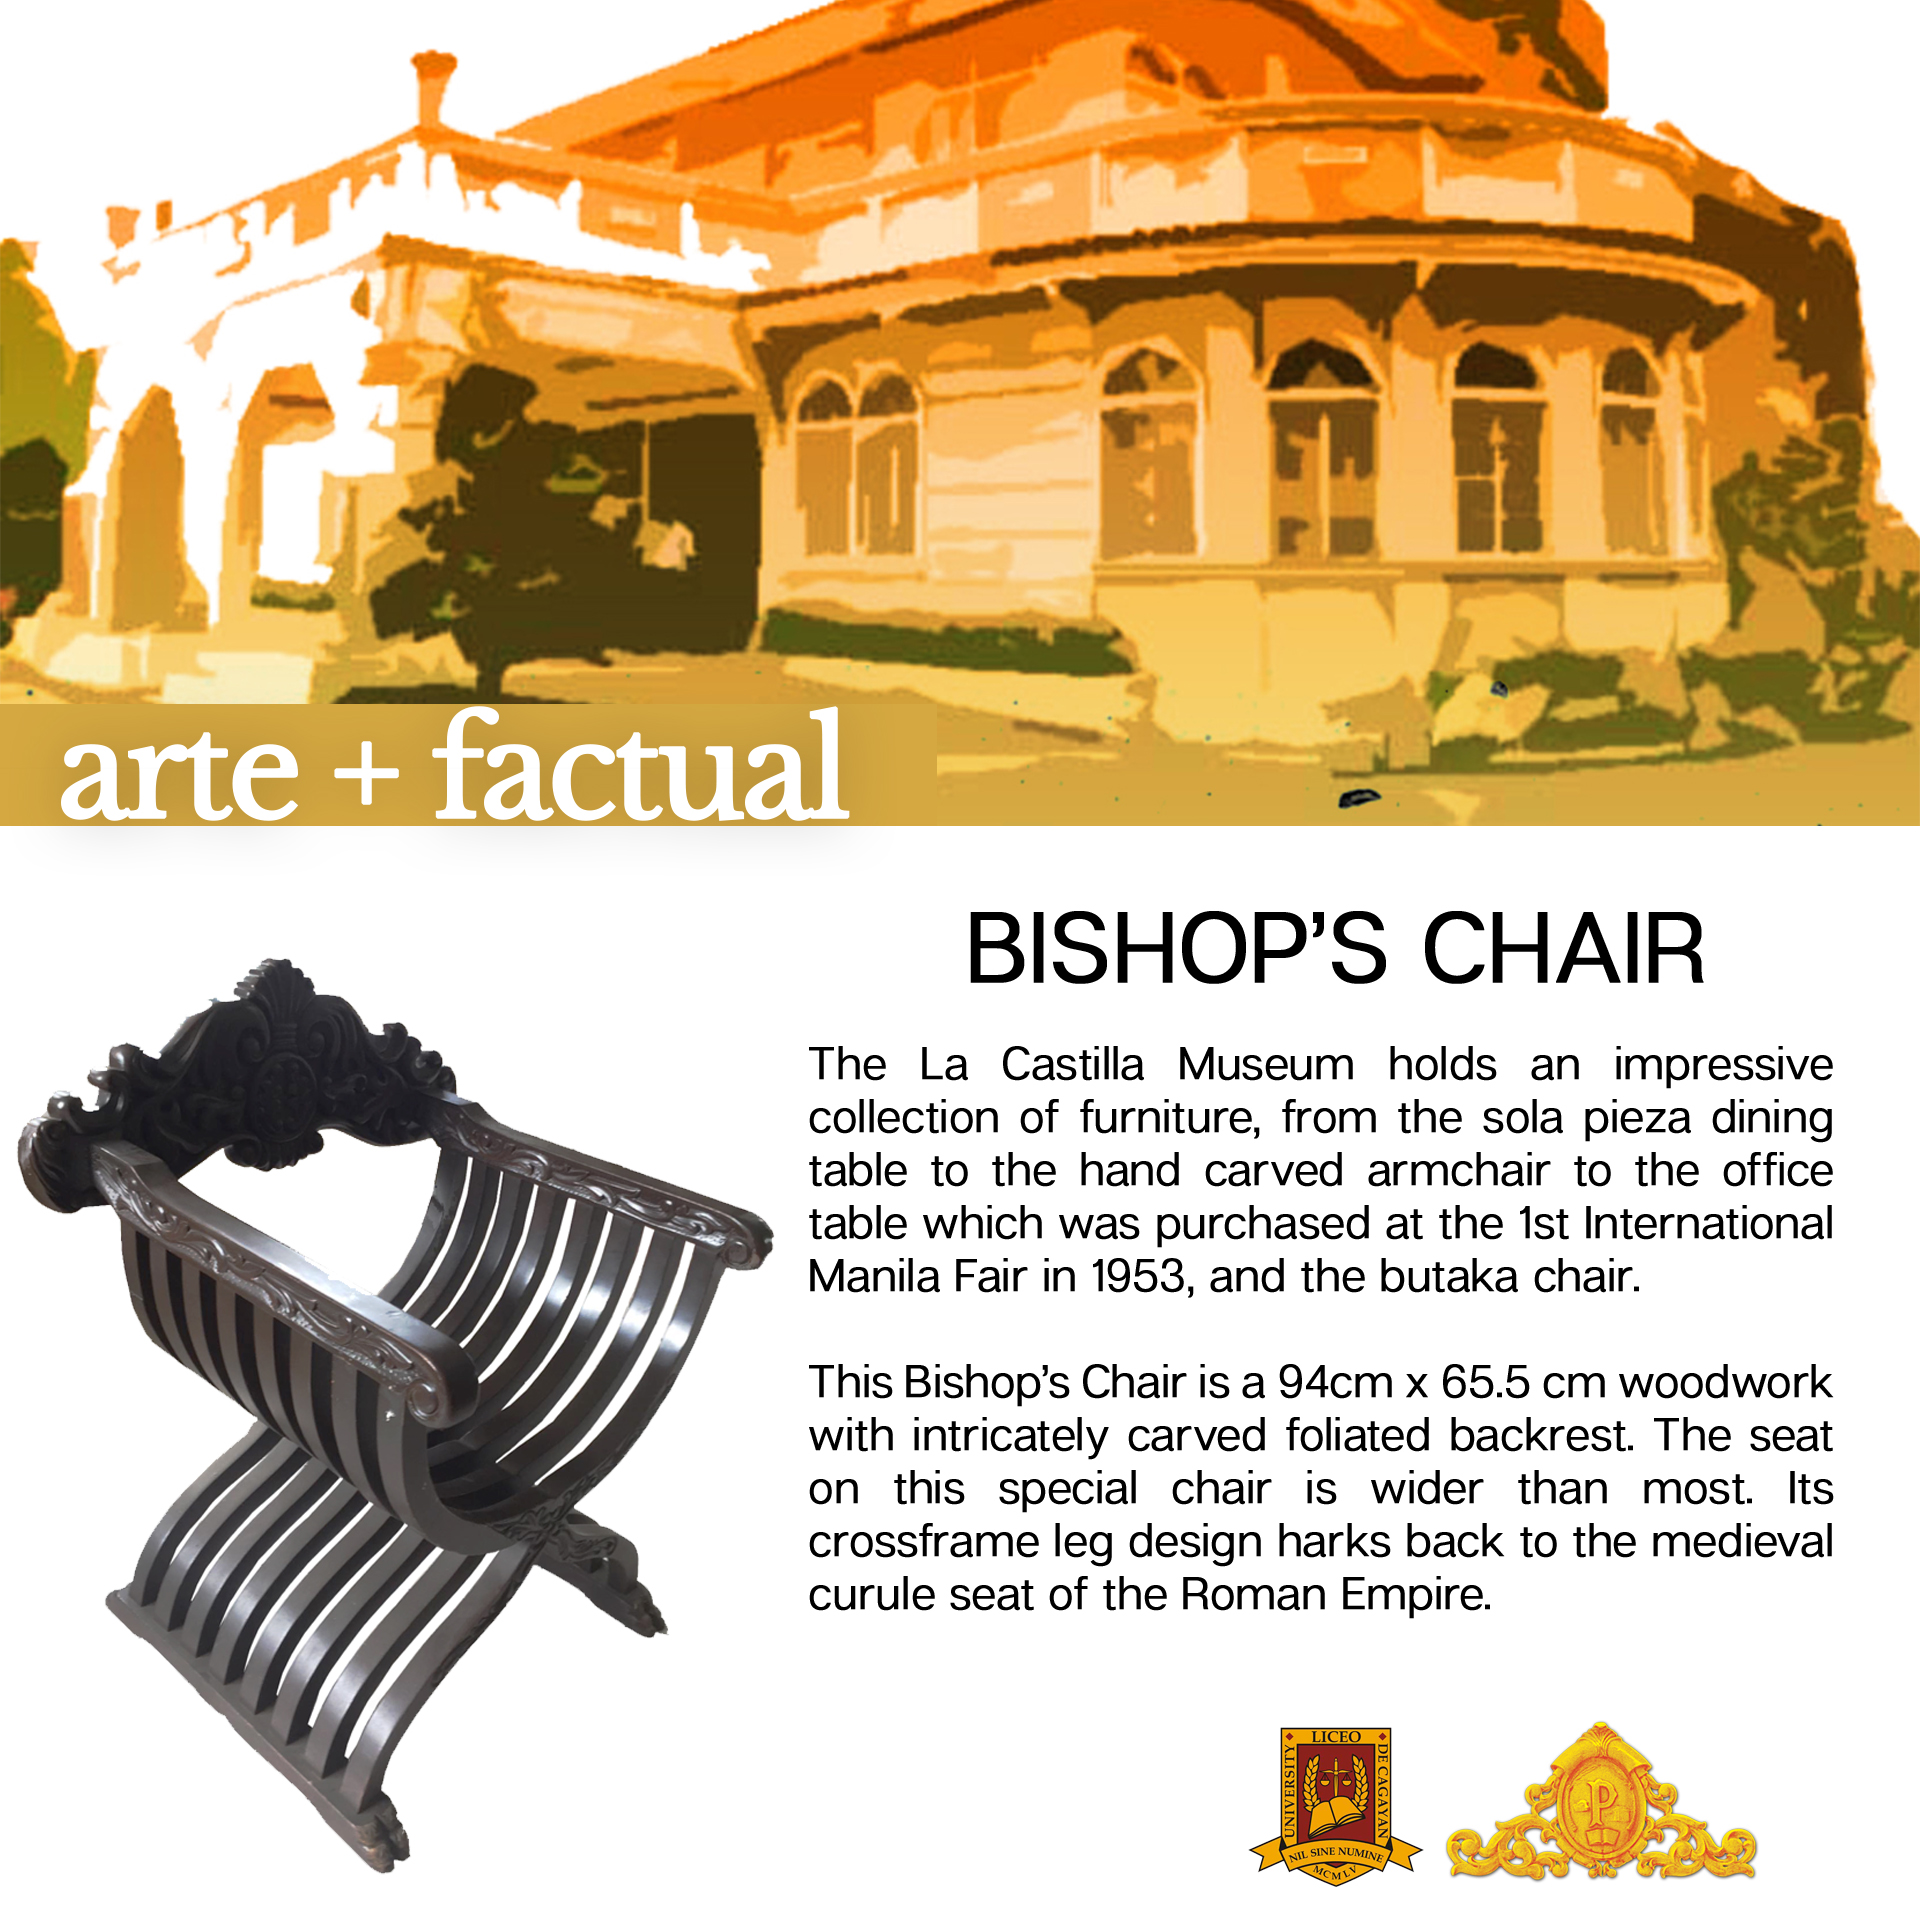 arte + factual
BISHOP'S CHAIR
The La Castilla Museum holds an impressive
collection of furniture, from the sola pieza dining
table to the hand carved armchair to the office
table which was purchased at the 1st International
Manila Fair in 1953, and the butaka chair.
This Bishop's Chair is a 94cm x 65.5 cm woodwork
with intricately carved foliated backrest. The seat
on this special chair is wider than most. Its
crossframe leg design harks back to the medieval
curule seat of the Roman Empire.
UNIVERSITY
LICEO
DE CAGAYAN
NIL SINE NUMINE
MCMLV
P